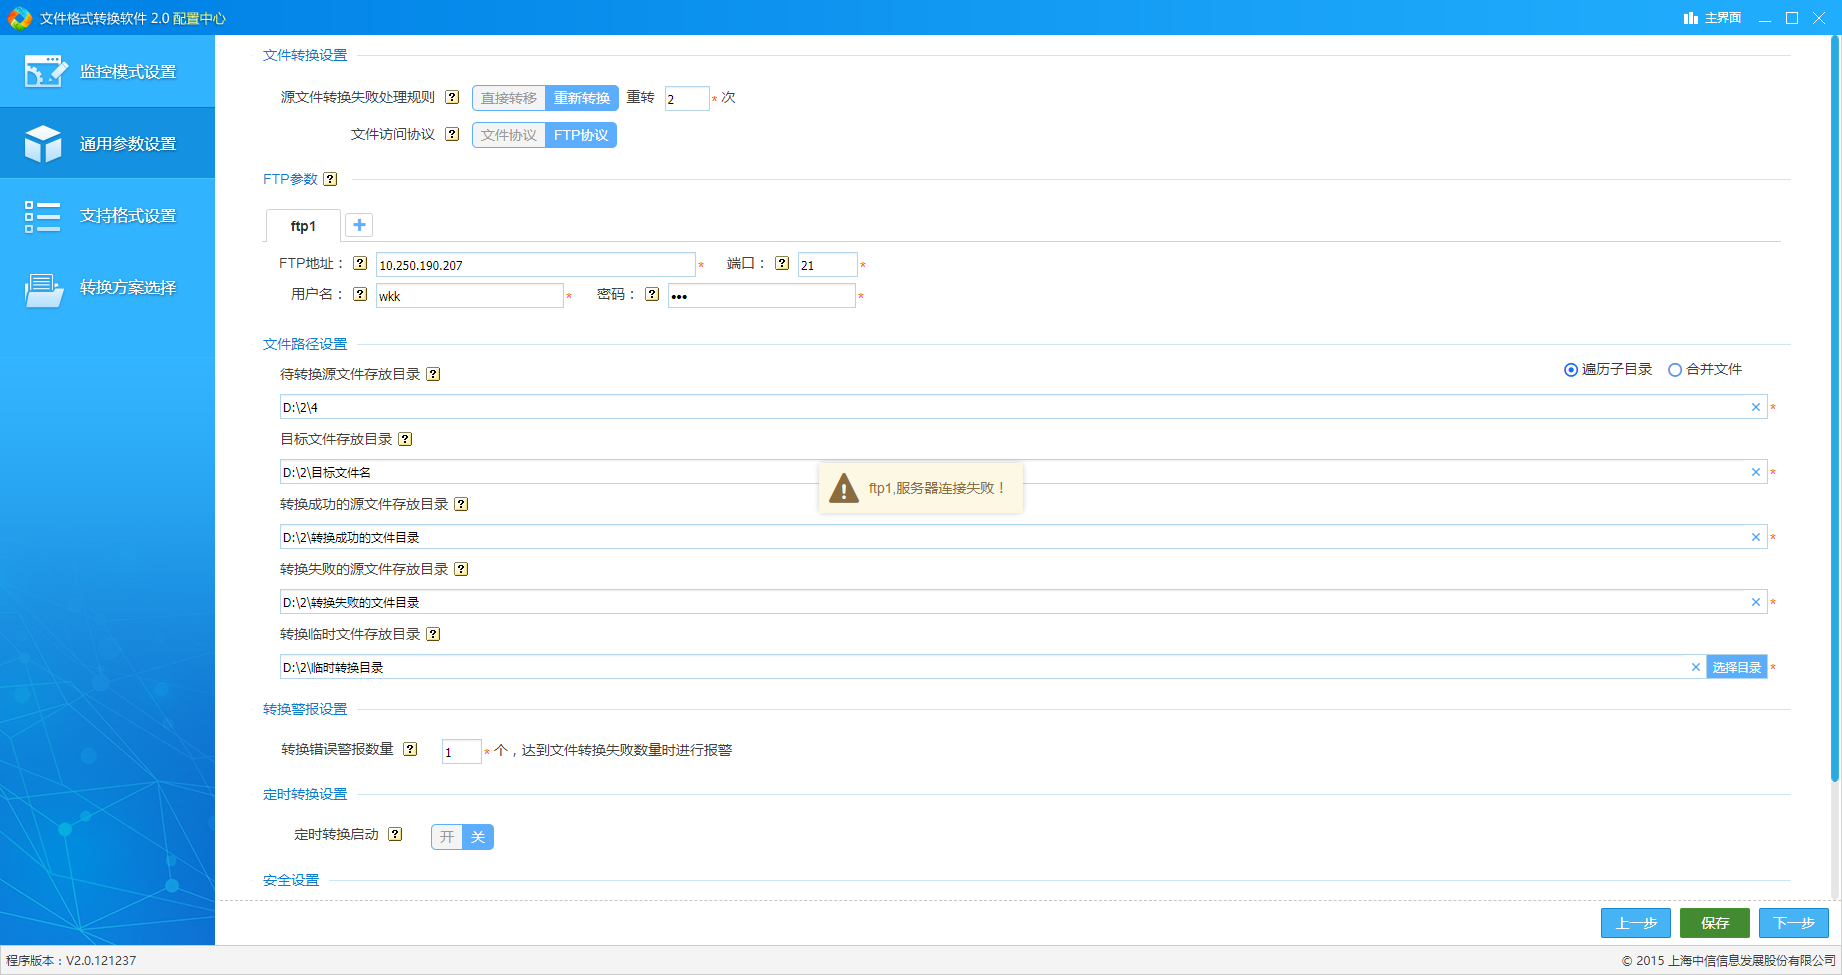 文件格式转换软件 2.0 配置中心
主界面
监控模式设置
通用参数设置
支持格式设置
转换方案选择
文件转换设置
源文件转换失败处理规则 ? 直接转移 重新转换 重转 2 * 次
文件访问协议 ? 文件协议 FTP协议
FTP参数 ?
ftp1 +
FTP地址： ? 10.250.190.207 * 端口： ? 21 *
用户名： ? wkk * 密码： ? ••• *
文件路径设置
待转换源文件存放目录 ? 遍历子目录 合并文件
D:\2\4 × *
目标文件存放目录 ?
D:\2\目标文件名 × *
ftp1,服务器连接失败！
转换成功的源文件存放目录 ?
D:\2\转换成功的文件目录 × *
转换失败的源文件存放目录 ?
D:\2\转换失败的文件目录 × *
转换临时文件存放目录 ?
D:\2\临时转换目录 × 选择目录 *
转换警报设置
转换错误警报数量 ? 1 * 个，达到文件转换失败数量时进行报警
定时转换设置
定时转换启动 ? 开 关
安全设置
上一步 保存 下一步
程序版本：V2.0.121237
© 2015 上海中信信息发展股份有限公司